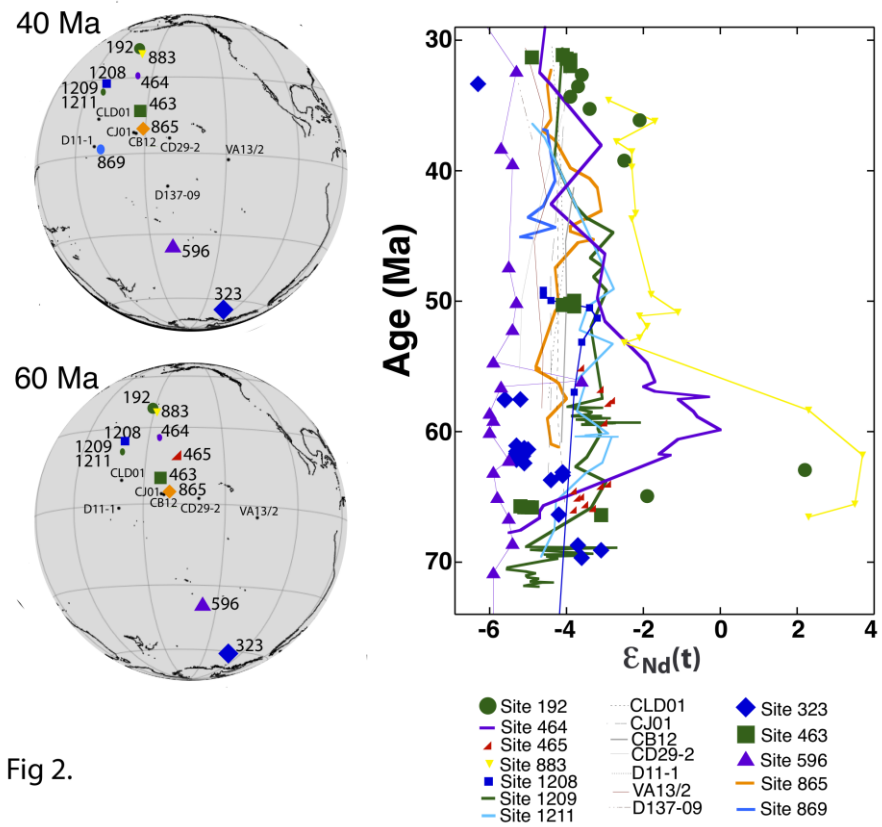 40 Ma
192
883
1208
464
1209
1211
463
CLD01
CJ01
865
D11-1
CB12
CD29-2
VA13/2
869
D137-09
596
323
60 Ma
192
883
1208
464
1209
465
1211
463
CLD01
865
CJ01
CB12
D11-1
CD29-2
VA13/2
596
323
Fig 2.
30
40
50
60
70
Age (Ma)
-6 -4 -2 0 2 4
εNd(t)
Site 192
Site 464
Site 465
Site 883
Site 1208
Site 1209
Site 1211
CLD01
CJ01
CB12
CD29-2
D11-1
VA13/2
D137-09
Site 323
Site 463
Site 596
Site 865
Site 869